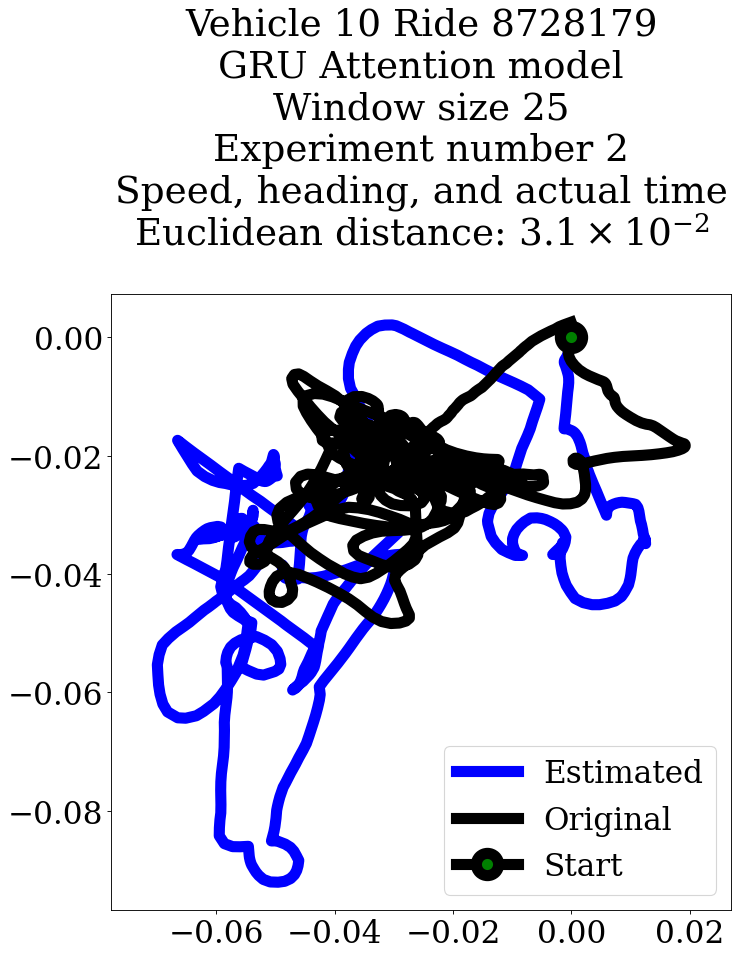 Vehicle 10 Ride 8728179
GRU Attention model
Window size 25
Experiment number 2
Speed, heading, and actual time
Euclidean distance: 3.1 × 10⁻²
0.00
−0.02
−0.04
−0.06
−0.08
Estimated
Original
Start
−0.06 −0.04 −0.02 0.00 0.02